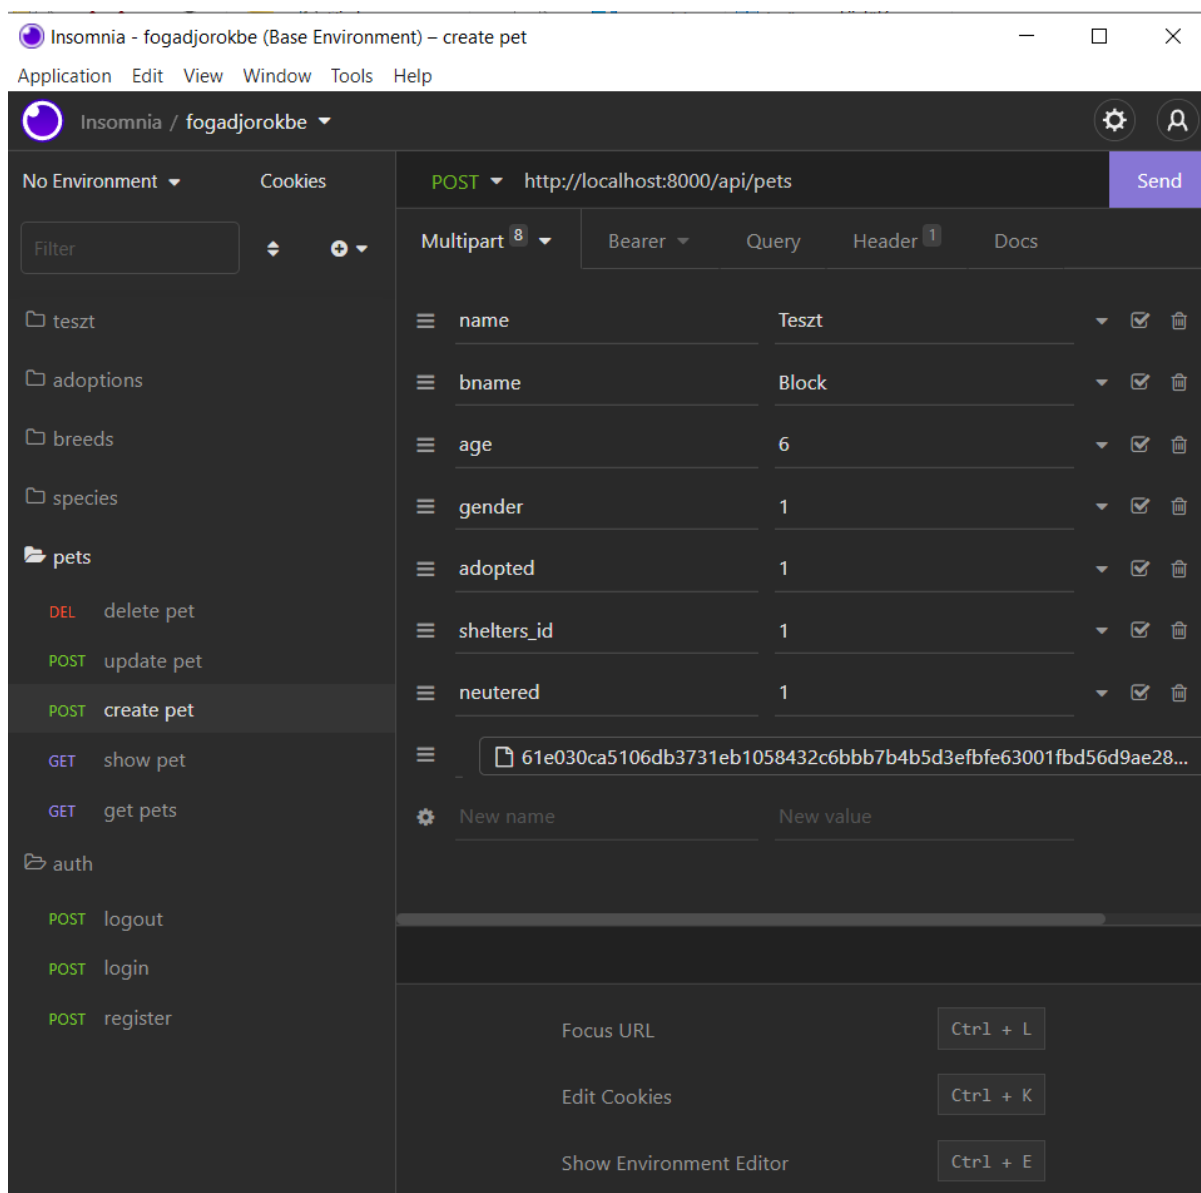 Insomnia - fogadjorokbe (Base Environment) – create pet
Application Edit View Window Tools Help
Insomnia / fogadjorokbe
No Environment Cookies
Filter
teszt
adoptions
breeds
species
pets
DEL delete pet
POST update pet
POST create pet
GET show pet
GET get pets
auth
POST logout
POST login
POST register
POST http://localhost:8000/api/pets Send
Multipart 8 Bearer Query Header 1 Docs
name Teszt
bname Block
age 6
gender 1
adopted 1
shelters_id 1
neutered 1
61e030ca5106db3731eb1058432c6bbb7b4b5d3efbfe63001fbd56d9ae28...
New name New value
Focus URL Ctrl + L
Edit Cookies Ctrl + K
Show Environment Editor Ctrl + E